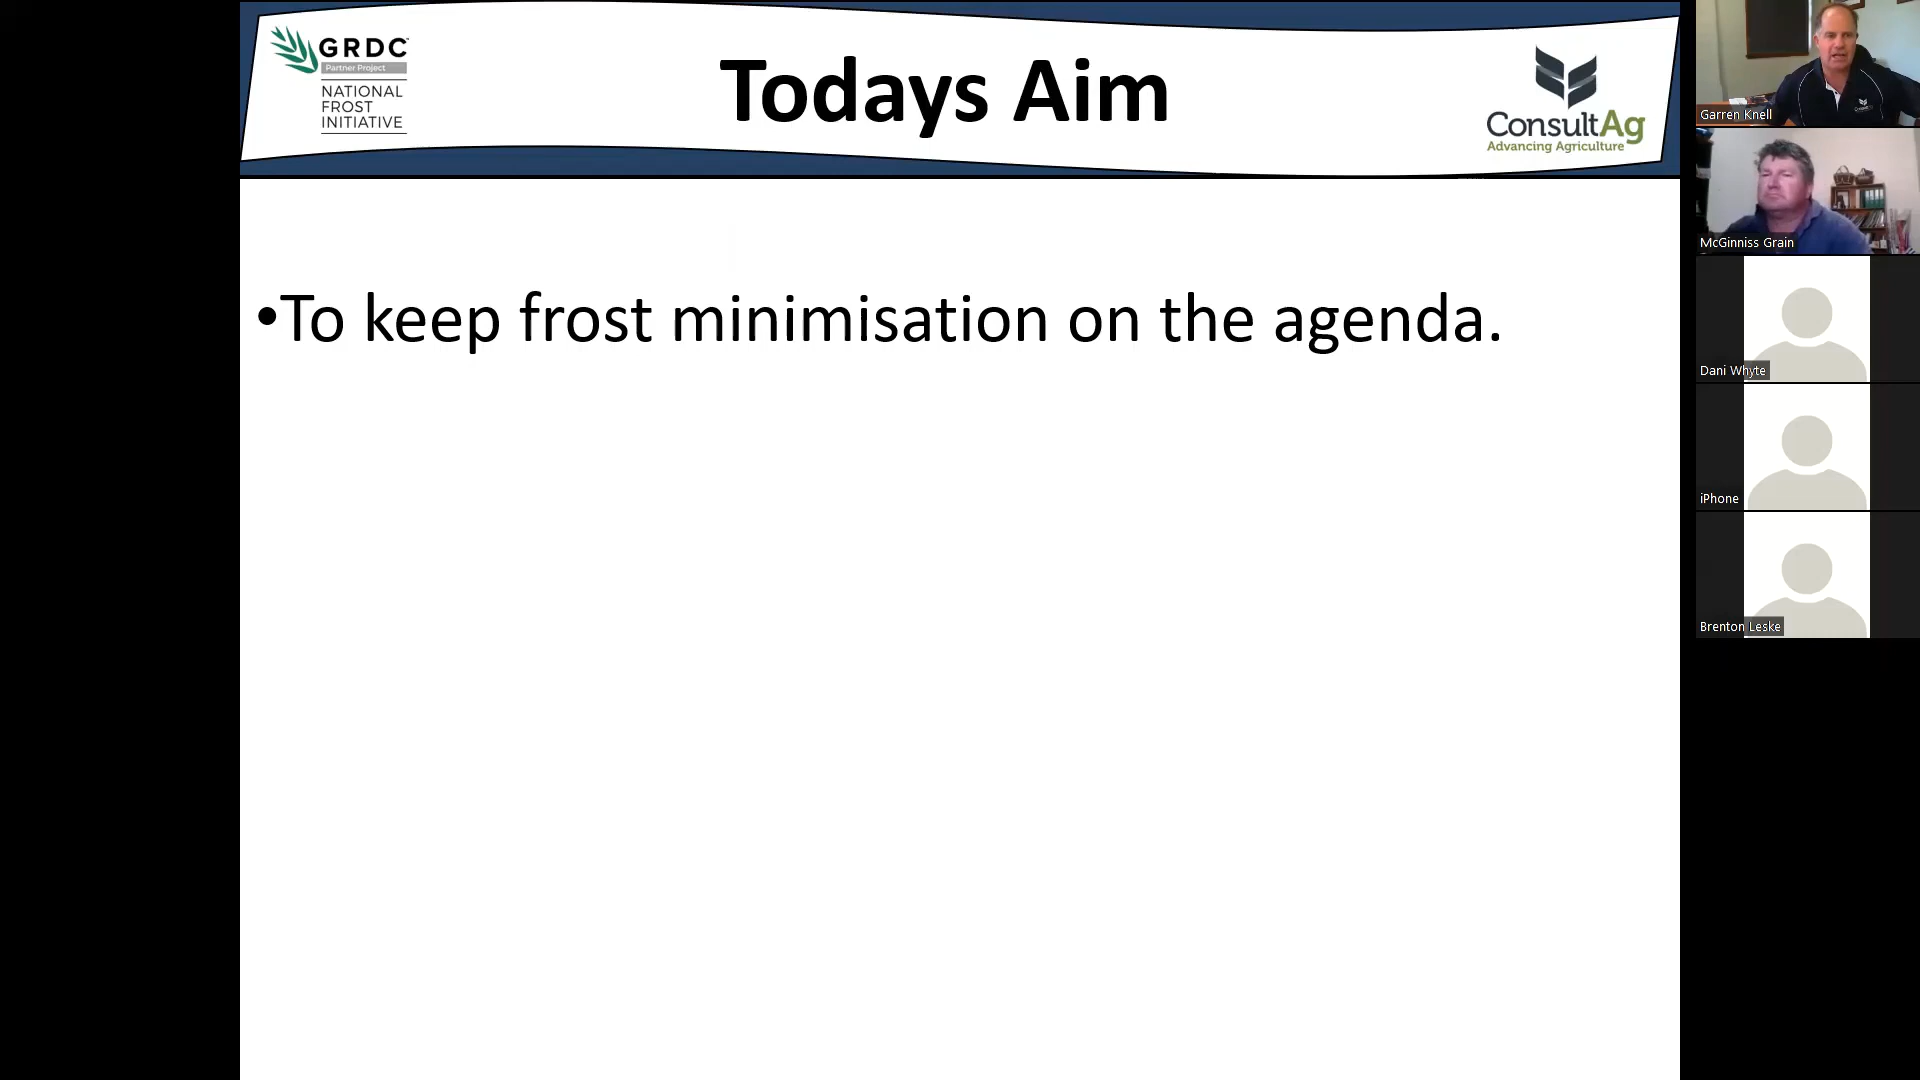 GRDC
Partner Project
NATIONAL
FROST
INITIATIVE
Todays Aim
ConsultAg
Advancing Agriculture
•To keep frost minimisation on the agenda.
Garren Knell
McGinniss Grain
Dani Whyte
iPhone
Brenton Leske